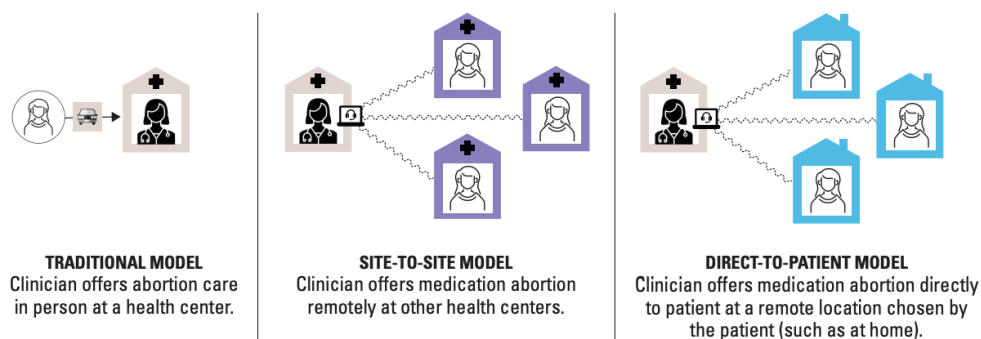 TRADITIONAL MODEL
Clinician offers abortion care
in person at a health center.
SITE-TO-SITE MODEL
Clinician offers medication abortion
remotely at other health centers.
DIRECT-TO-PATIENT MODEL
Clinician offers medication abortion directly
to patient at a remote location chosen by
the patient (such as at home).